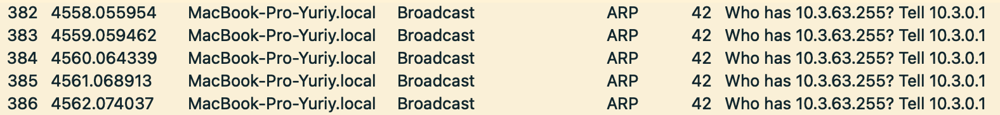 382 4558.055954 MacBook-Pro-Yuriy.local Broadcast ARP 42 Who has 10.3.63.255? Tell 10.3.0.1
383 4559.059462 MacBook-Pro-Yuriy.local Broadcast ARP 42 Who has 10.3.63.255? Tell 10.3.0.1
384 4560.064339 MacBook-Pro-Yuriy.local Broadcast ARP 42 Who has 10.3.63.255? Tell 10.3.0.1
385 4561.068913 MacBook-Pro-Yuriy.local Broadcast ARP 42 Who has 10.3.63.255? Tell 10.3.0.1
386 4562.074037 MacBook-Pro-Yuriy.local Broadcast ARP 42 Who has 10.3.63.255? Tell 10.3.0.1